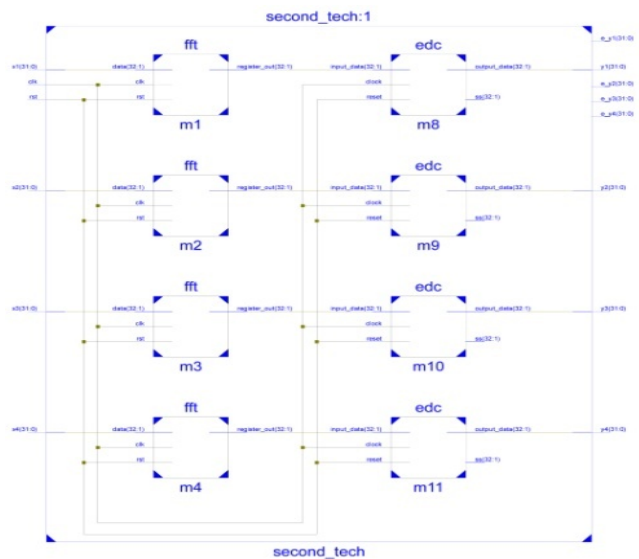 second_tech:1
fft edc
e_y1(31:0)
x1(31:0) data(32:1) register_out(32:1) input_data(32:1) output_data(32:1) y1(31:0)
clk clk clock e_y2(31:0)
rst rst reset ss(32:1) e_y3(31:0)
e_y4(31:0)
m1 m8
fft edc
x2(31:0) data(32:1) register_out(32:1) input_data(32:1) output_data(32:1) y2(31:0)
clk clock
rst reset ss(32:1)
m2 m9
fft edc
x3(31:0) data(32:1) register_out(32:1) input_data(32:1) output_data(32:1) y3(31:0)
clk clock
rst reset ss(32:1)
m3 m10
fft edc
x4(31:0) data(32:1) register_out(32:1) input_data(32:1) output_data(32:1) y4(31:0)
clk clock
rst reset ss(32:1)
m4 m11
second_tech